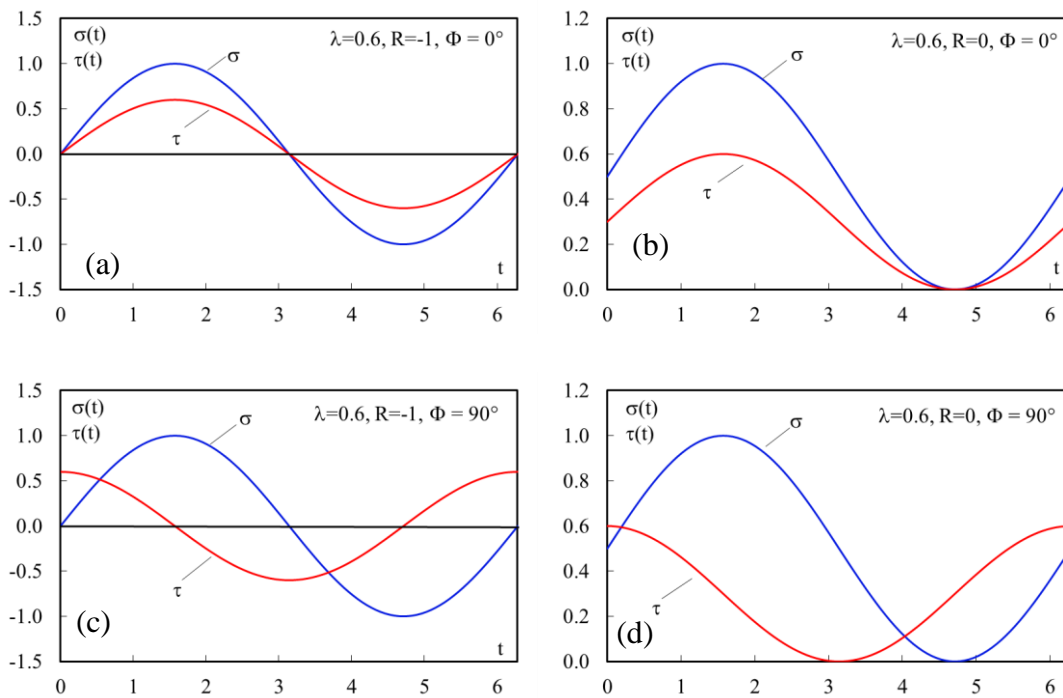 1.5
σ(t)
τ(t)
λ=0.6, R=-1, Φ = 0°
σ
1.0
0.5
τ
0.0
-0.5
-1.0
(a)
t
-1.5
0 1 2 3 4 5 6
1.2
σ(t)
τ(t)
λ=0.6, R=0, Φ = 0°
σ
1.0
0.8
0.6
τ
0.4
(b)
0.2
t
0.0
0 1 2 3 4 5 6
1.5
σ(t)
τ(t)
λ=0.6, R=-1, Φ = 90°
σ
1.0
0.5
0.0
-0.5
τ
-1.0
(c)
t
-1.5
0 1 2 3 4 5 6
1.2
σ(t)
τ(t)
λ=0.6, R=0, Φ = 90°
σ
1.0
0.8
0.6
0.4
τ
0.2
(d)
0.0
0 1 2 3 4 5 6